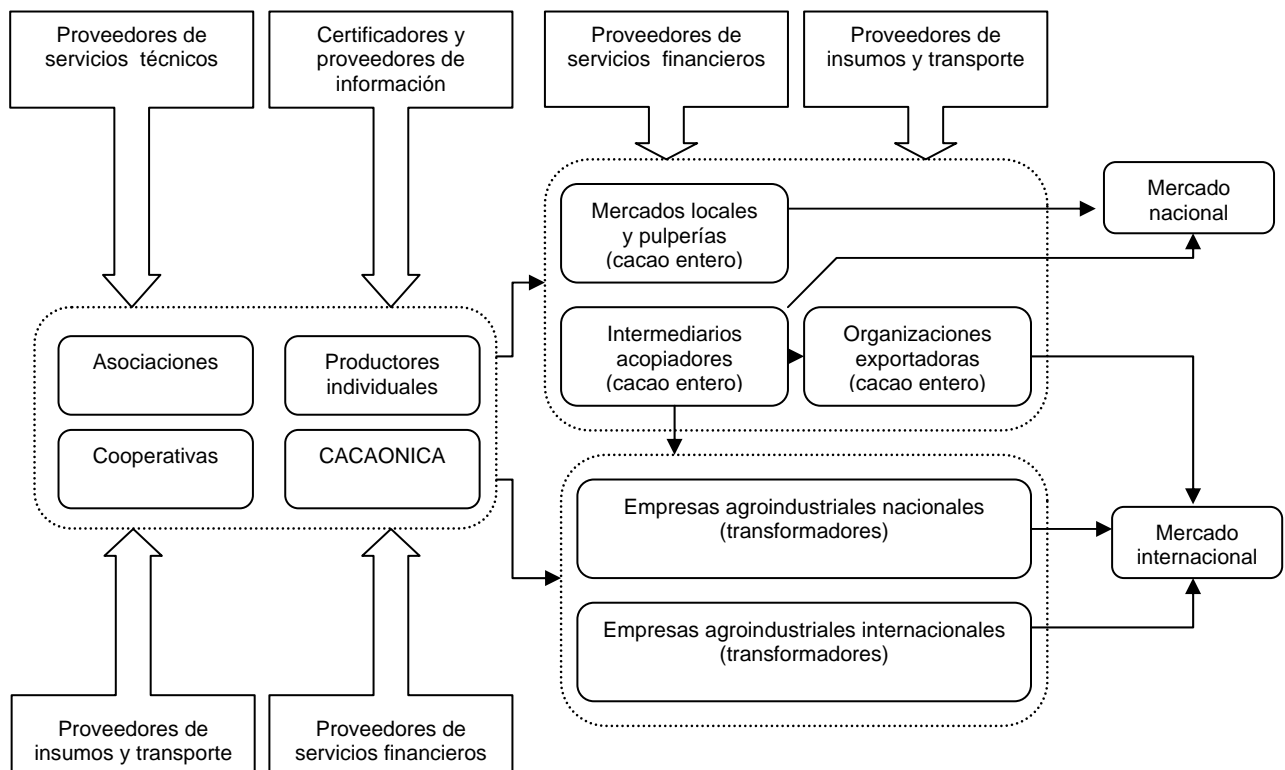 Proveedores de
servicios técnicos
Certificadores y
proveedores de
información
Proveedores de
servicios financieros
Proveedores de
insumos y transporte
Mercados locales
y pulperías
(cacao entero)
Mercado
nacional
Intermediarios
acopiadores
(cacao entero)
Organizaciones
exportadoras
(cacao entero)
Asociaciones
Productores
individuales
Cooperativas
CACAONICA
Empresas agroindustriales nacionales
(transformadores)
Mercado
internacional
Empresas agroindustriales internacionales
(transformadores)
Proveedores de
insumos y transporte
Proveedores de
servicios financieros